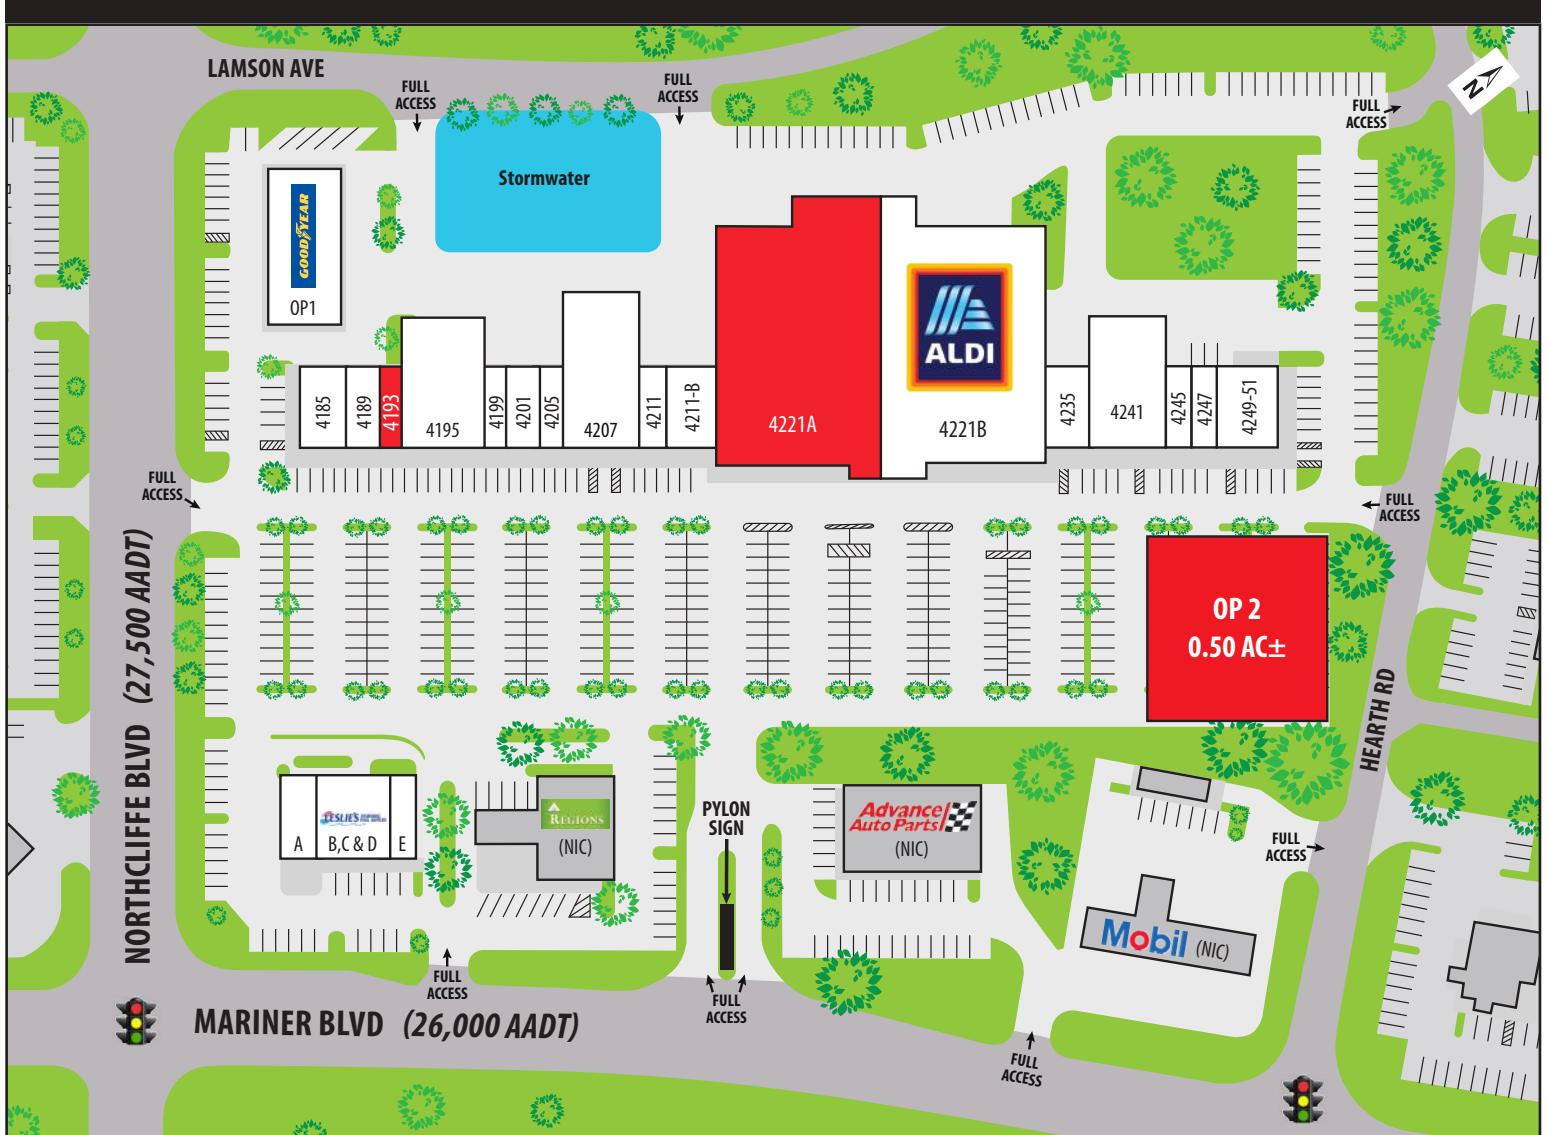 LAMSON AVE
FULL
ACCESS
FULL
ACCESS
FULL
ACCESS
N
Stormwater
GOODYEAR
OP1
ALDI
4185
4189
4193
4195
4199
4201
4205
4207
4211
4211-B
4221A
4221B
4235
4241
4245
4247
4249-51
FULL
ACCESS
FULL
ACCESS
NORTHCLIFFE BLVD (27,500 AADT)
OP 2
0.50 AC±
HEARTH RD
A
LESLIE'S
B,C & D
E
REGIONS
(NIC)
PYLON
SIGN
Advance
Auto Parts
(NIC)
FULL
ACCESS
Mobil (NIC)
FULL
ACCESS
FULL
ACCESS
MARINER BLVD (26,000 AADT)
FULL
ACCESS